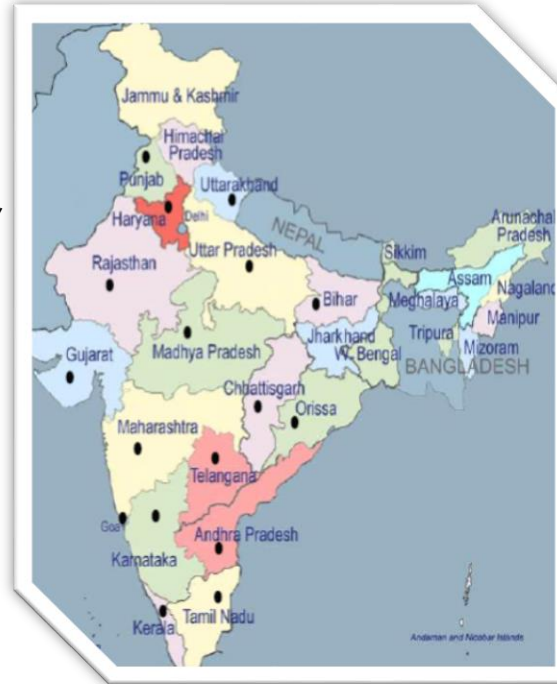 Jammu & Kashmir
Himachal
Pradesh
Punjab
Uttarakhand
Haryana
Delhi
NEPAL
Arunachal
Pradesh
Sikkim
Rajasthan
Uttar Pradesh
Assam
Nagaland
Bihar
Meghalaya
Manipur
Gujarat
Madhya Pradesh
Jharkhand
W. Bengal
Tripura
Mizoram
BANGLADESH
Chhattisgarh
Orissa
Maharashtra
Telangana
Goa
Andhra Pradesh
Karnataka
Tamil Nadu
Kerala
Andaman and Nicobar Islands